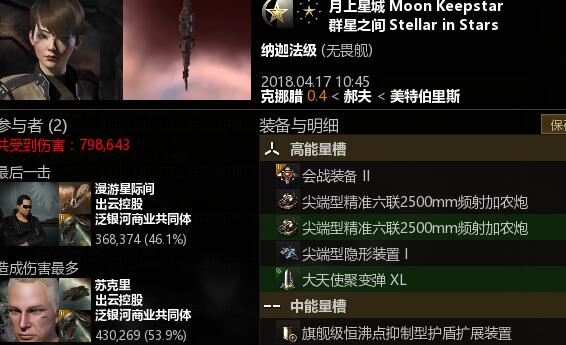 月上星城 Moon Keepstar
群星之间 Stellar in Stars
纳迦法级 (无畏舰)
2018.04.17 10:45
克挪腊 0.4 < 郝夫 < 美特伯里斯
参与者 (2)
共受到伤害：798,643
最后一击
漫游星际间
出云控股
泛银河商业共同体
368,374 (46.1%)
造成伤害最多
苏克里
出云控股
泛银河商业共同体
430,269 (53.9%)
装备与明细
高能量槽
会战装备 II
尖端型精准六联2500mm频射加农炮
尖端型精准六联2500mm频射加农炮
尖端型隐形装置 I
大天使聚变弹 XL
中能量槽
旗舰级恒沸点抑制型护盾扩展装置